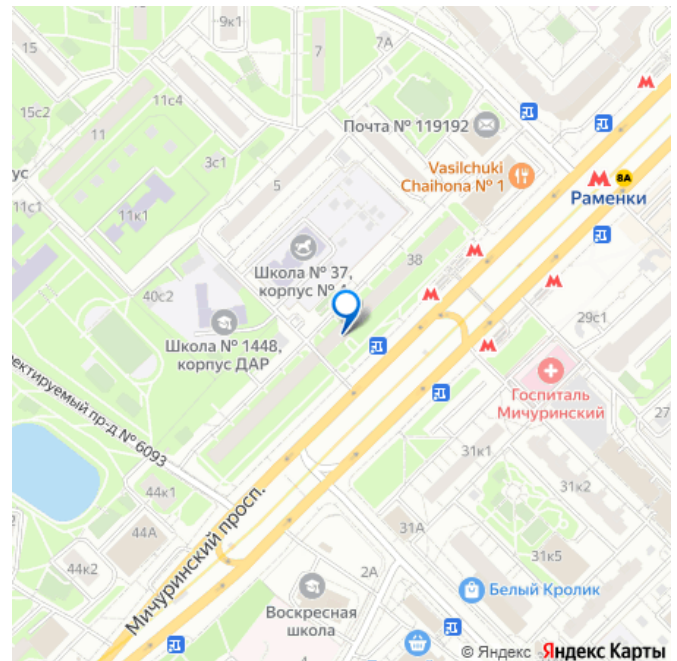 9к1
15
7
7А
11с4
15с2
Почта № 119192
11
Vasilchuki
Chaihona № 1
8А
Раменки
3с1
ус
5
11с1
11к1
38
Школа № 37,
корпус № 4
40с2
29с1
Школа № 1448,
корпус ДАР
Госпиталь
Мичуринский
27
ектируемый пр-д № 6093
31к1
44к1
31к2
Мичуринский просп.
44А
31А
44к2
2А
31к5
Белый Кролик
Воскресная
школа
© Яндекс Яндекс Карты